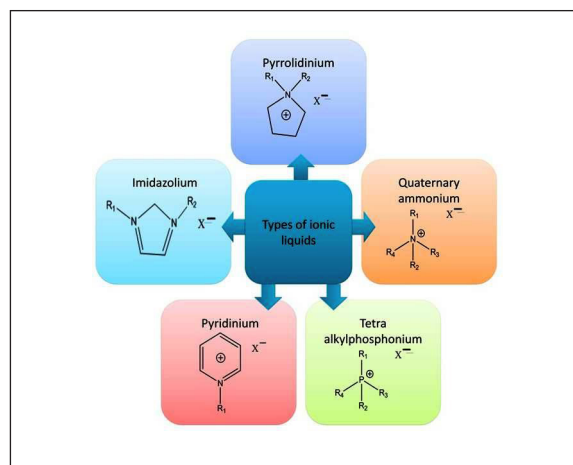 Pyrrolidinium
R1 R2
N
X−
⊕
Imidazolium
R1 R2
N N
X−
Types of ionic
liquids
Quaternary
ammonium
X−
R1
N⊕
R4 R3
R2
Pyridinium
⊕
X−
N
R1
Tetra
alkylphosphonium
R1
X−
P⊕
R4 R3
R2